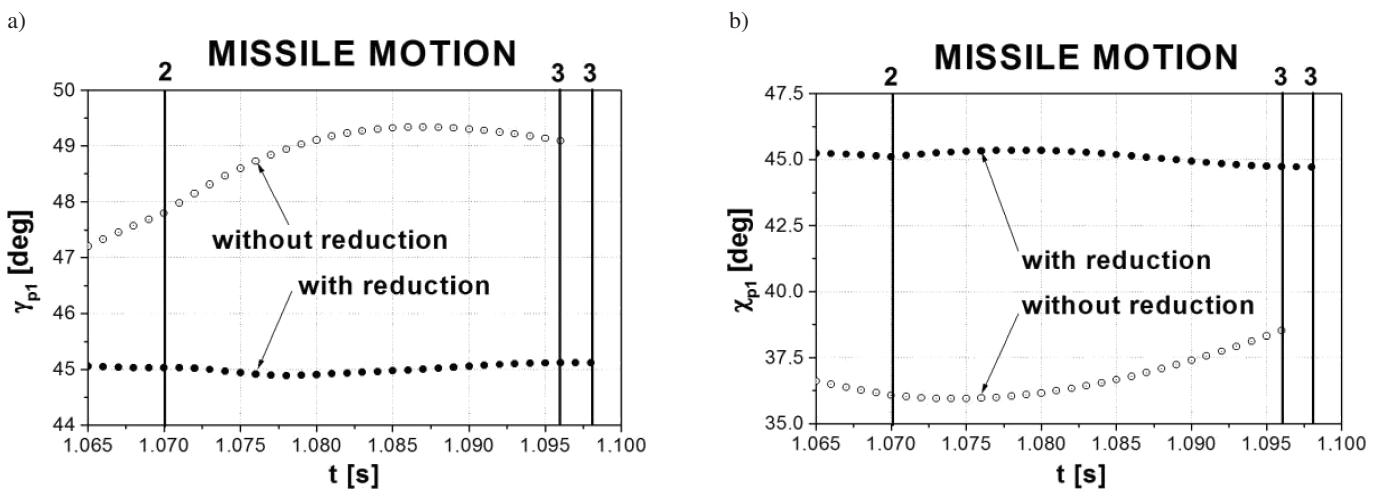 a)
MISSILE MOTION
2 3 3
50
49
48
47
46
45
44
γp1 [deg]
without reduction
with reduction
1.065 1.070 1.075 1.080 1.085 1.090 1.095 1.100
t [s]
b)
MISSILE MOTION
2 3 3
47.5
45.0
42.5
40.0
37.5
35.0
χp1 [deg]
with reduction
without reduction
1.065 1.070 1.075 1.080 1.085 1.090 1.095 1.100
t [s]